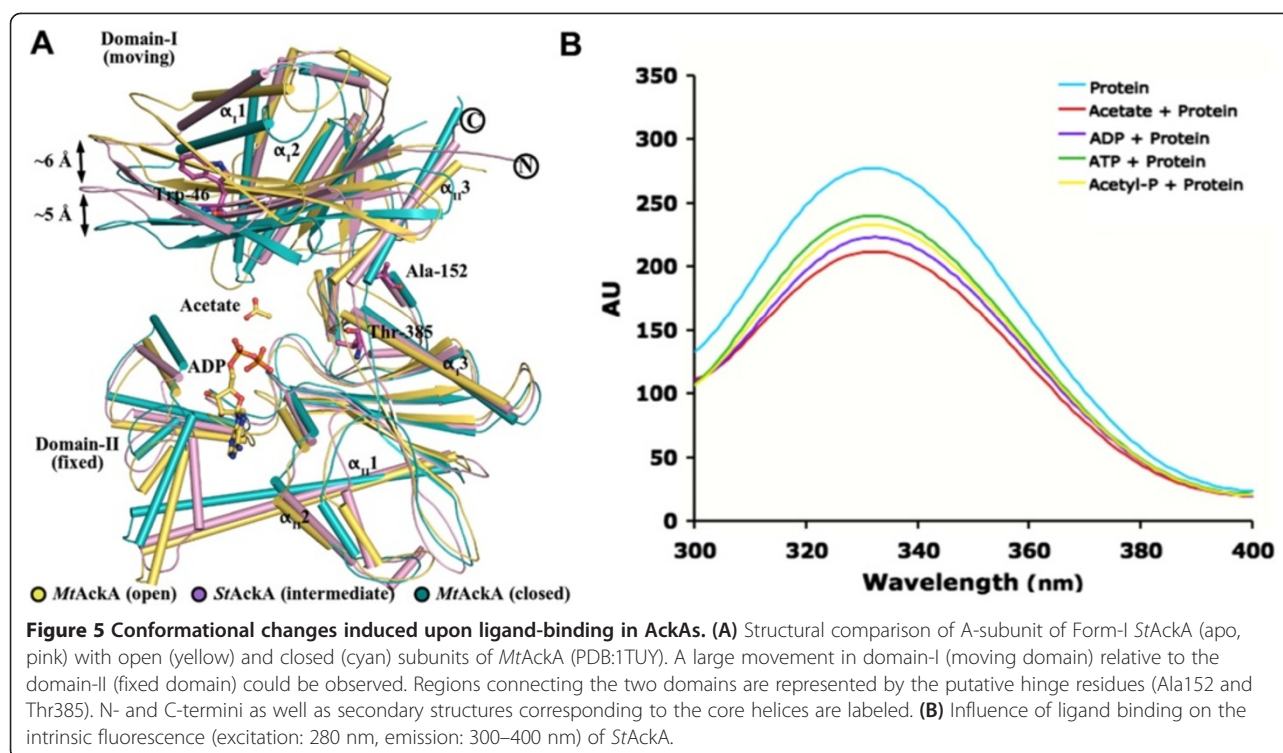 A
Domain-I
(moving)
αI1
αI2
C
N
~6 Å
~5 Å
Trp-46
αII3
Ala-152
Acetate
Thr-385
ADP
αI3
Domain-II
(fixed)
αII1
αII2
MtAckA (open) StAckA (intermediate) MtAckA (closed)
B
350
300
250
200
150
100
50
0
AU
300 320 340 360 380 400
Wavelength (nm)
Protein
Acetate + Protein
ADP + Protein
ATP + Protein
Acetyl-P + Protein
Figure 5 Conformational changes induced upon ligand-binding in AckAs. (A) Structural comparison of A-subunit of Form-I StAckA (apo,
pink) with open (yellow) and closed (cyan) subunits of MtAckA (PDB:1TUY). A large movement in domain-I (moving domain) relative to the
domain-II (fixed domain) could be observed. Regions connecting the two domains are represented by the putative hinge residues (Ala152 and
Thr385). N- and C-termini as well as secondary structures corresponding to the core helices are labeled. (B) Influence of ligand binding on the
intrinsic fluorescence (excitation: 280 nm, emission: 300–400 nm) of StAckA.